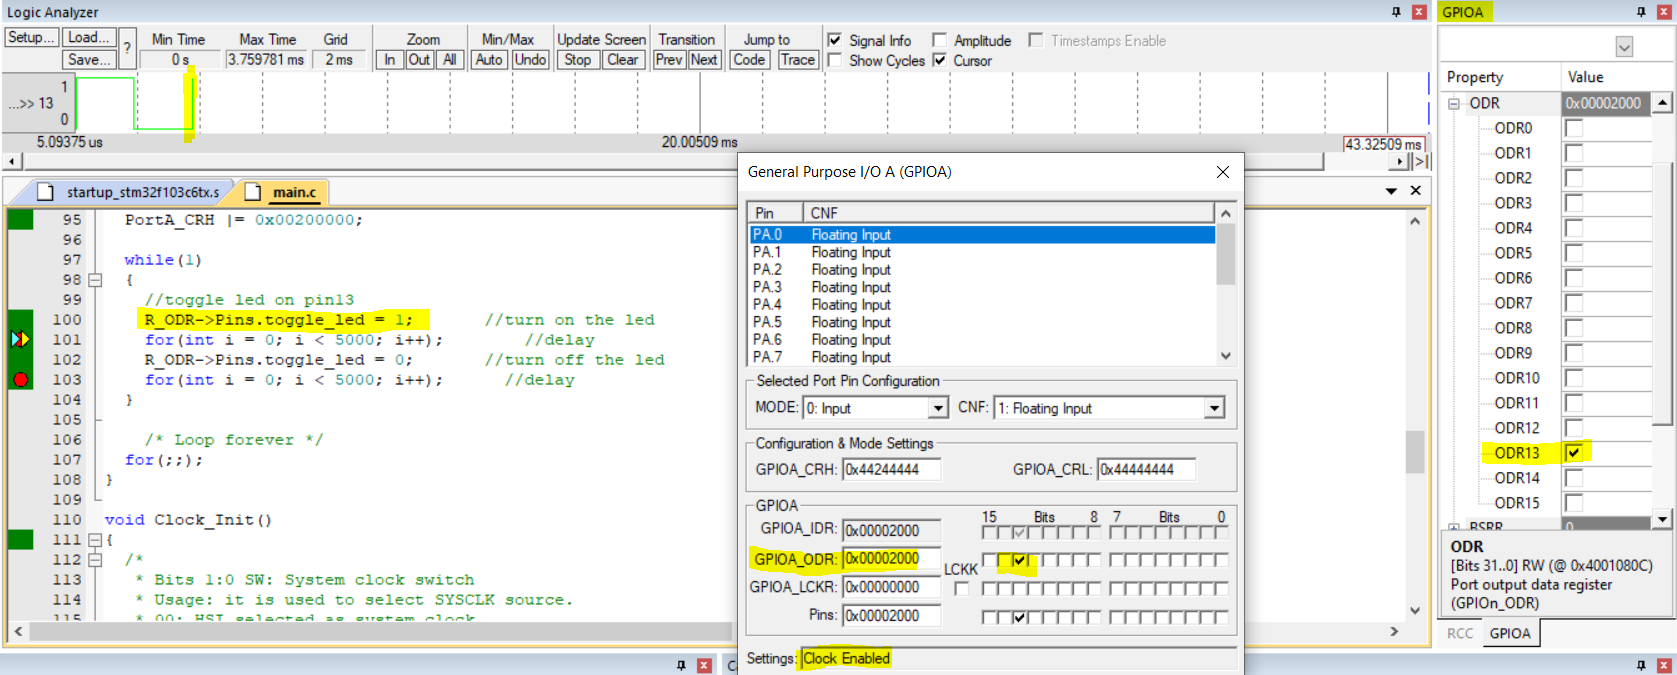 Logic Analyzer
Setup... Load... Save... ?
Min Time 0 s
Max Time 3.759781 ms
Grid 2 ms
Zoom In Out All
Min/Max Auto Undo
Update Screen Stop Clear
Transition Prev Next
Jump to Code Trace
Signal Info Amplitude Timestamps Enable
Show Cycles Cursor
1
...>> 13
0
5.09375 us 20.00509 ms 43.32509 ms
startup_stm32f103c6tx.s main.c
95 PortA_CRH |= 0x00200000;
96
97 while(1)
98 {
99 //toggle led on pin13
100 R_ODR->Pins.toggle_led = 1; //turn on the led
101 for(int i = 0; i < 5000; i++); //delay
102 R_ODR->Pins.toggle_led = 0; //turn off the led
103 for(int i = 0; i < 5000; i++); //delay
104 }
105
106 /* Loop forever */
107 for(;;);
108 }
109
110 void Clock_Init()
111 {
112 /*
113 * Bits 1:0 SW: System clock switch
114 * Usage: it is used to select SYSCLK source.
115 * 00: HSI selected as system clock
General Purpose I/O A (GPIOA)
Pin CNF
PA.0 Floating Input
PA.1 Floating Input
PA.2 Floating Input
PA.3 Floating Input
PA.4 Floating Input
PA.5 Floating Input
PA.6 Floating Input
PA.7 Floating Input
Selected Port Pin Configuration
MODE: 0: Input CNF: 1: Floating Input
Configuration & Mode Settings
GPIOA_CRH: 0x44244444 GPIOA_CRL: 0x44444444
GPIOA
15 Bits 8 7 Bits 0
GPIOA_IDR: 0x00002000
GPIOA_ODR: 0x00002000
LCKK
GPIOA_LCKR: 0x00000000
Pins: 0x00002000
Settings: Clock Enabled
GPIOA
Property Value
ODR 0x00002000
ODR0
ODR1
ODR2
ODR3
ODR4
ODR5
ODR6
ODR7
ODR8
ODR9
ODR10
ODR11
ODR12
ODR13
ODR14
ODR15
BSRR 0
ODR
[Bits 31..0] RW (@ 0x4001080C)
Port output data register
(GPIOn_ODR)
RCC GPIOA